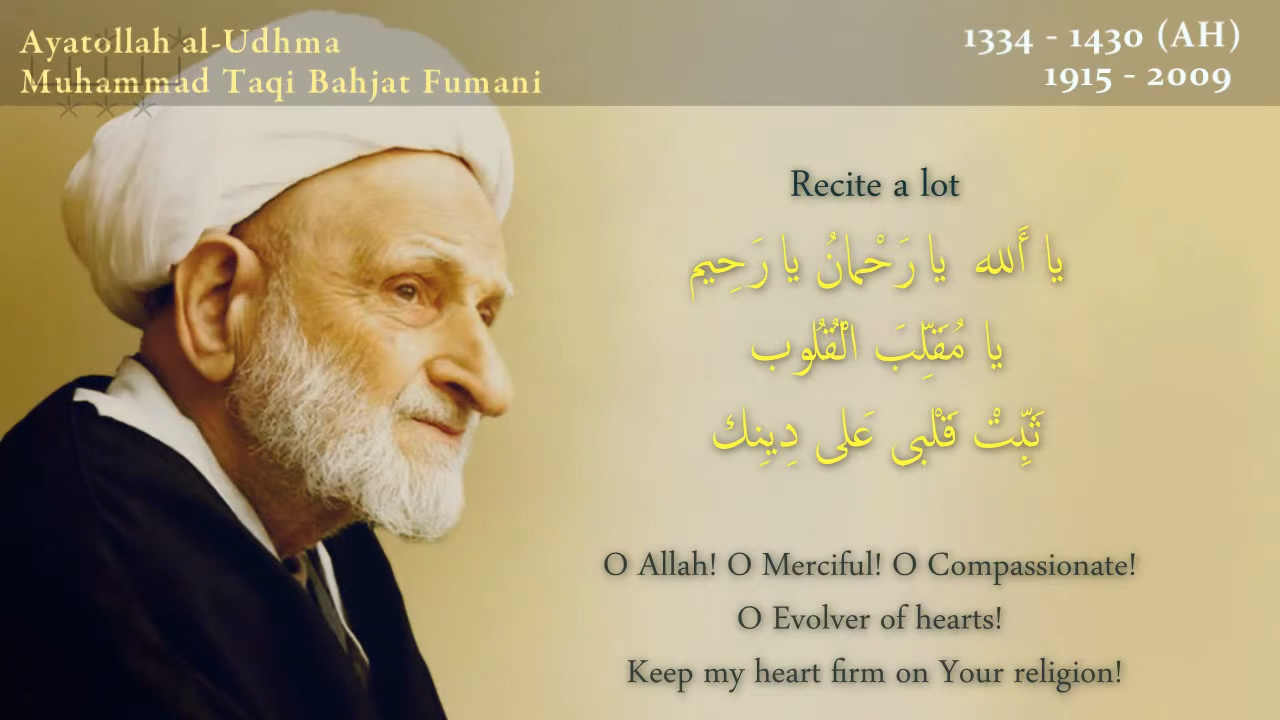 Ayatollah al-Udhma
Muhammad Taqi Bahjat Fumani
1334 - 1430 (AH)
1915 - 2009
Recite a lot
يا أَلله يا رَحْمانُ يا رَحِيم
يا مُقَلِّبَ الْقُلُوب
ثَبِّتْ قَلْبى عَلى دِينِك
O Allah! O Merciful! O Compassionate!
O Evolver of hearts!
Keep my heart firm on Your religion!